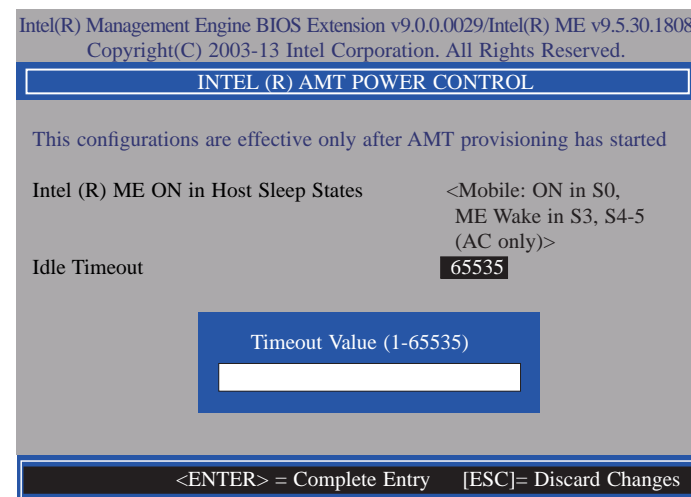 Intel(R) Management Engine BIOS Extension v9.0.0.0029/Intel(R) ME v9.5.30.1808
Copyright(C) 2003-13 Intel Corporation. All Rights Reserved.
INTEL (R) AMT POWER CONTROL
This configurations are effective only after AMT provisioning has started
Intel (R) ME ON in Host Sleep States <Mobile: ON in S0,
ME Wake in S3, S4-5
(AC only)>
Idle Timeout 65535
Timeout Value (1-65535)
<ENTER> = Complete Entry [ESC]= Discard Changes